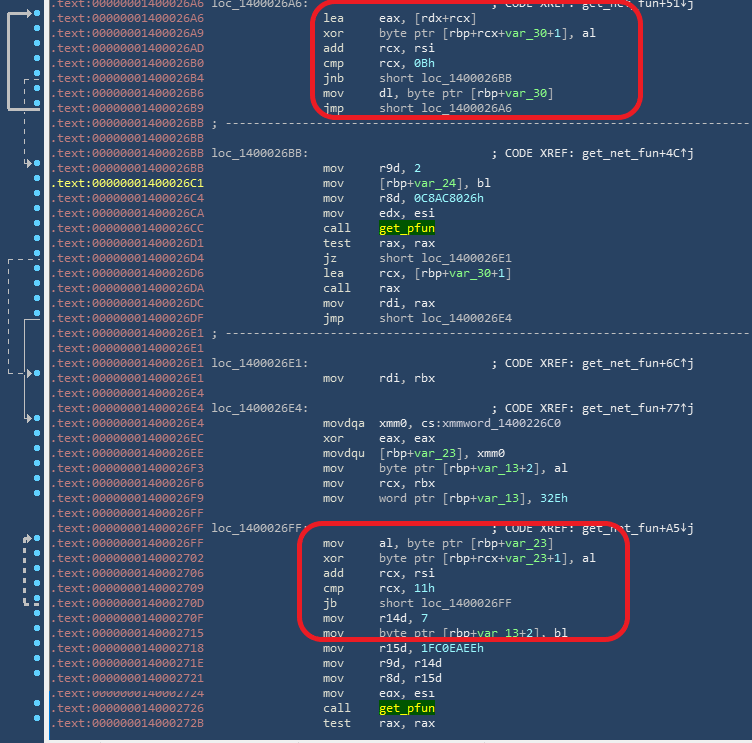 .text:00000001400026A6 loc_1400026A6: ; CODE XREF: get_net_fun+51↓j
.text:00000001400026A6 lea eax, [rdx+rcx]
.text:00000001400026A9 xor byte ptr [rbp+rcx+var_30+1], al
.text:00000001400026AD add rcx, rsi
.text:00000001400026B0 cmp rcx, 0Bh
.text:00000001400026B4 jnb short loc_1400026BB
.text:00000001400026B6 mov dl, byte ptr [rbp+var_30]
.text:00000001400026B9 jmp short loc_1400026A6
.text:00000001400026BB ; ---------------------------------------------------------------------------
.text:00000001400026BB
.text:00000001400026BB loc_1400026BB: ; CODE XREF: get_net_fun+4C↑j
.text:00000001400026BB mov r9d, 2
.text:00000001400026C1 mov [rbp+var_24], bl
.text:00000001400026C4 mov r8d, 0C8AC8026h
.text:00000001400026CA mov edx, esi
.text:00000001400026CC call get_pfun
.text:00000001400026D1 test rax, rax
.text:00000001400026D4 jz short loc_1400026E1
.text:00000001400026D6 lea rcx, [rbp+var_30+1]
.text:00000001400026DA call rax
.text:00000001400026DC mov rdi, rax
.text:00000001400026DF jmp short loc_1400026E4
.text:00000001400026E1 ; ---------------------------------------------------------------------------
.text:00000001400026E1
.text:00000001400026E1 loc_1400026E1: ; CODE XREF: get_net_fun+6C↑j
.text:00000001400026E1 mov rdi, rbx
.text:00000001400026E4
.text:00000001400026E4 loc_1400026E4: ; CODE XREF: get_net_fun+77↑j
.text:00000001400026E4 movdqa xmm0, cs:xmmword_1400226C0
.text:00000001400026EC xor eax, eax
.text:00000001400026EE movdqu [rbp+var_23], xmm0
.text:00000001400026F3 mov byte ptr [rbp+var_13+2], al
.text:00000001400026F6 mov rcx, rbx
.text:00000001400026F9 mov word ptr [rbp+var_13], 32Eh
.text:00000001400026FF
.text:00000001400026FF loc_1400026FF: ; CODE XREF: get_net_fun+A5↓j
.text:00000001400026FF mov al, byte ptr [rbp+var_23]
.text:0000000140002702 xor byte ptr [rbp+rcx+var_23+1], al
.text:0000000140002706 add rcx, rsi
.text:0000000140002709 cmp rcx, 11h
.text:000000014000270D jb short loc_1400026FF
.text:000000014000270F mov r14d, 7
.text:0000000140002715 mov byte ptr [rbp+var_13+2], bl
.text:0000000140002718 mov r15d, 1FC0EAEEh
.text:000000014000271E mov r9d, r14d
.text:0000000140002721 mov r8d, r15d
.text:0000000140002724 mov edx, esi
.text:0000000140002726 call get_pfun
.text:000000014000272B test rax, rax